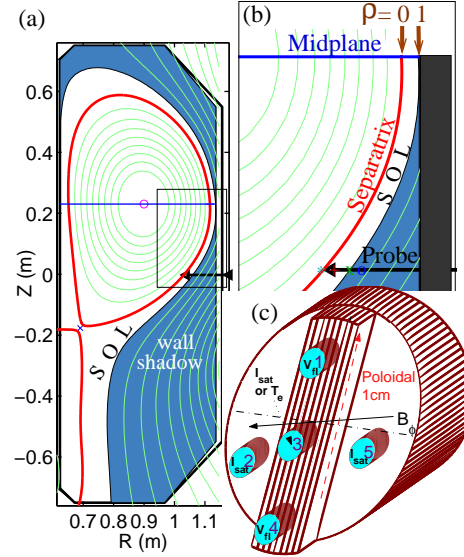 (a)
0.6
0.4
0.2
0
−0.2
−0.4
−0.6
Z (m)
0.7 0.8 0.9 1 1.1
R (m)
S O L
wall
shadow
(b)
ρ= 0 1
Midplane
Separatrix
S O L
Probe
(c)
V_fl 1
I_sat
or T_e
Poloidal
1cm
B_ϕ
I_sat 2
3
I_sat 5
V_fl 4